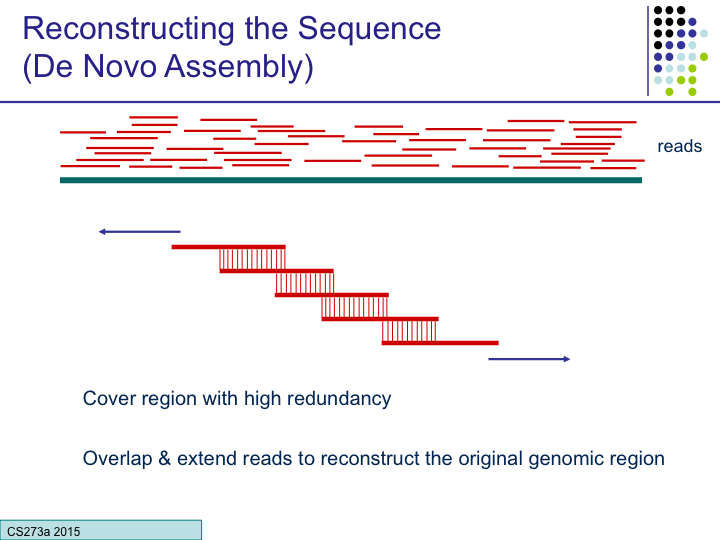 Reconstructing the Sequence
(De Novo Assembly)
reads
Cover region with high redundancy
Overlap & extend reads to reconstruct the original genomic region
CS273a 2015